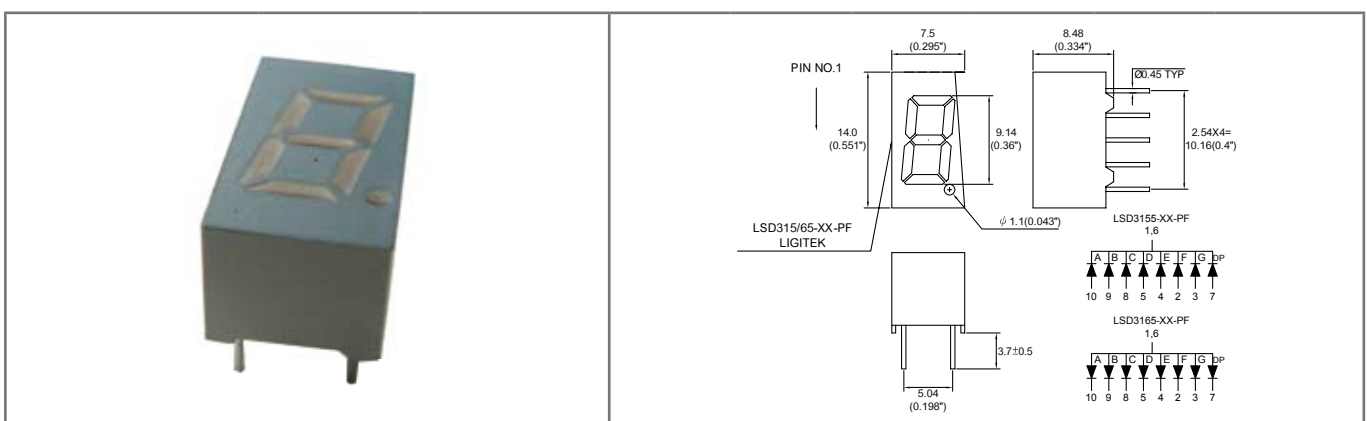 7.5
(0.295")
8.48
(0.334")
PIN NO.1
Ø0.45 TYP
14.0
(0.551")
9.14
(0.36")
2.54X4=
10.16(0.4")
ϕ 1.1(0.043")
LSD315/65-XX-PF
LIGITEK
3.7±0.5
5.04
(0.198")
LSD3155-XX-PF
1,6
A B C D E F G DP
10 9 8 5 4 2 3 7
LSD3165-XX-PF
1,6
A B C D E F G DP
10 9 8 5 4 2 3 7